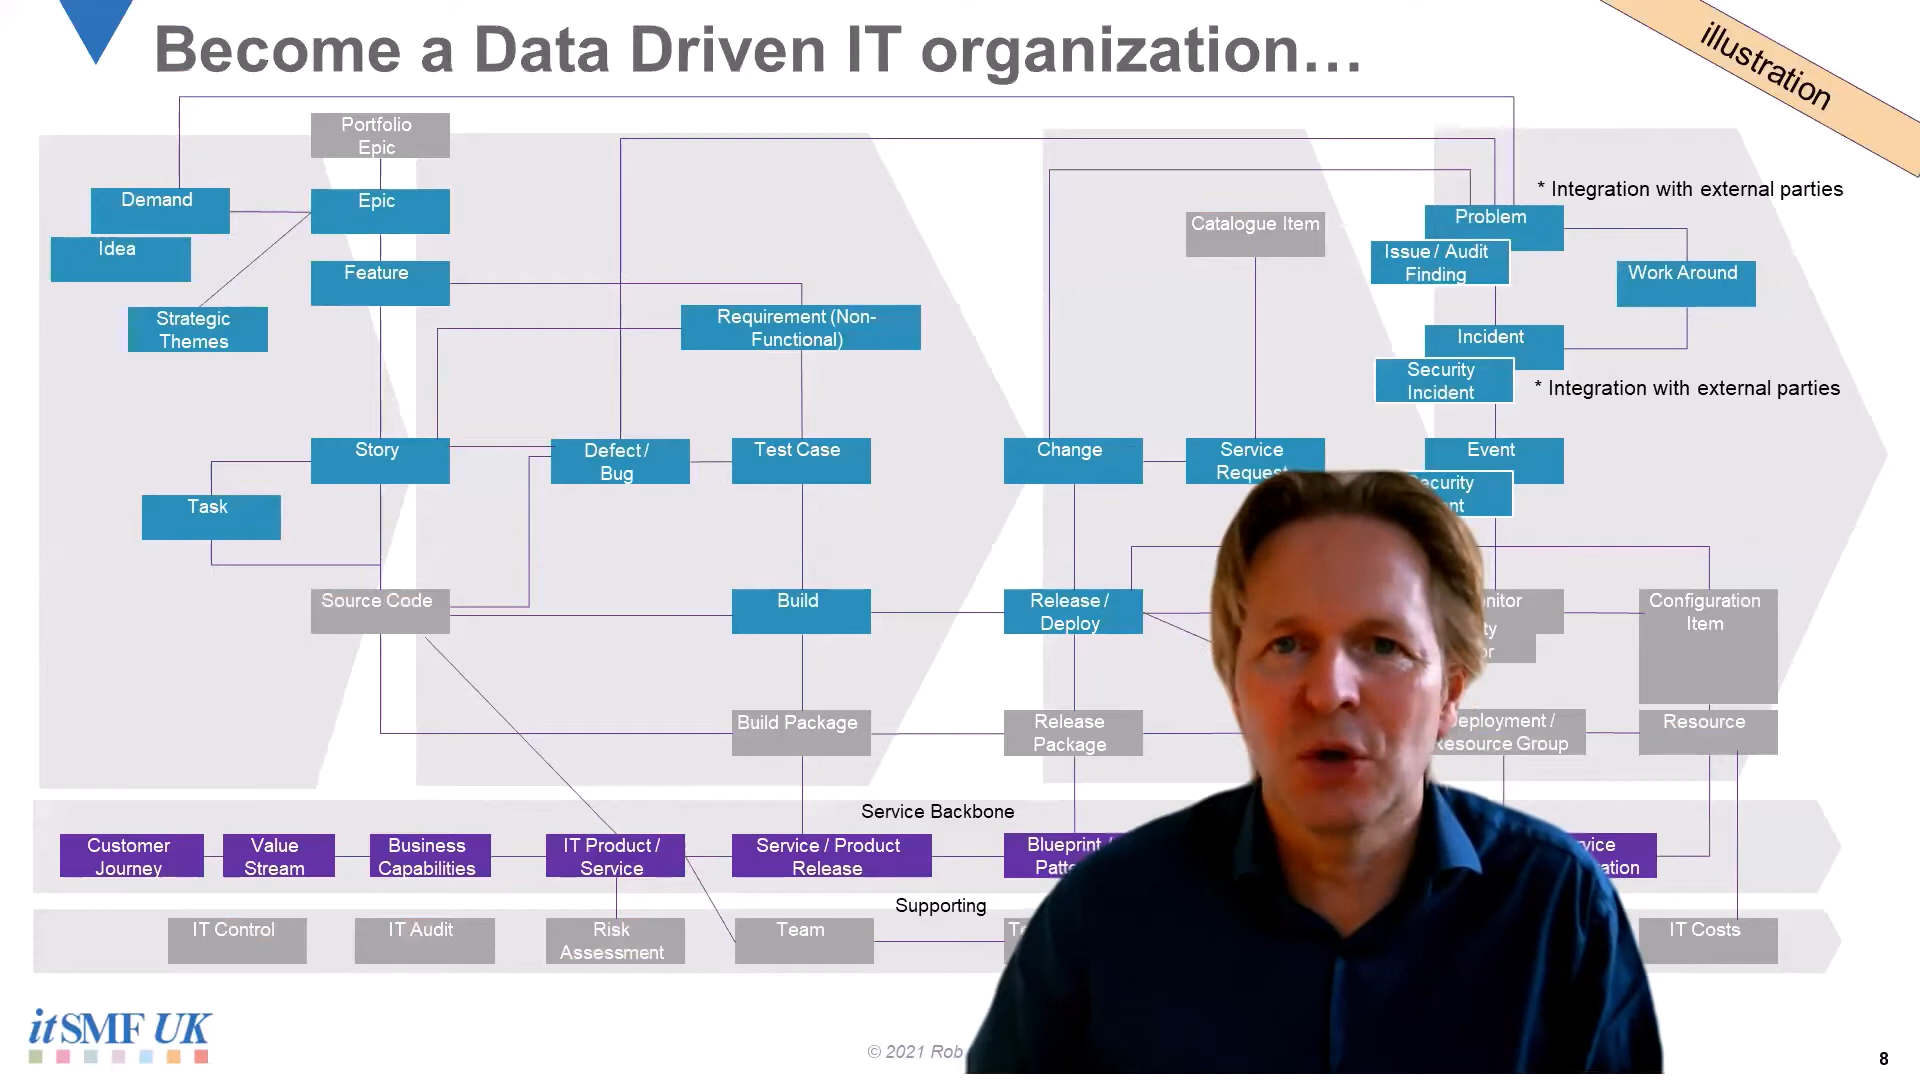 Become a Data Driven IT organization...
illustration
Portfolio
Epic
Demand
Epic
* Integration with external parties
Idea
Catalogue Item
Problem
Issue / Audit
Finding
Feature
Work Around
Strategic
Themes
Requirement (Non-
Functional)
Incident
Security
Incident
* Integration with external parties
Story
Defect /
Bug
Test Case
Change
Service
Event
Task
Source Code
Build
Release /
Deploy
Configuration
Item
Build Package
Release
Package
Resource Group
Resource
Service Backbone
Customer
Journey
Value
Stream
Business
Capabilities
IT Product /
Service
Service / Product
Release
Blueprint /
Supporting
IT Control
IT Audit
Risk
Assessment
Team
IT Costs
itSMF UK
© 2021 Rob
8